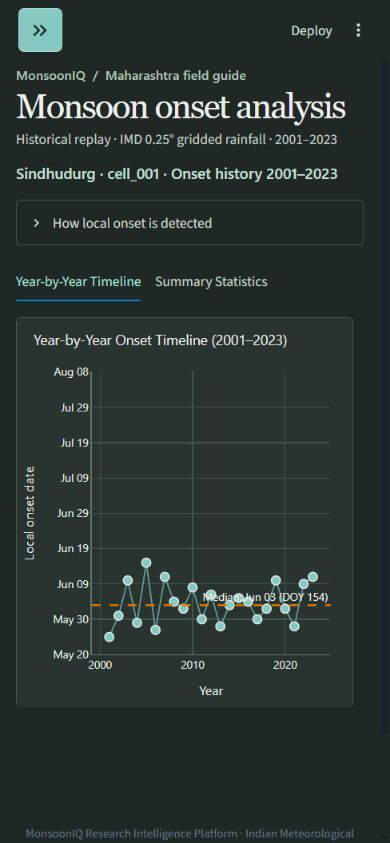 Deploy
MonsoonIQ / Maharashtra field guide
Monsoon onset analysis
Historical replay · IMD 0.25° gridded rainfall · 2001–2023
Sindhudurg · cell_001 · Onset history 2001–2023
How local onset is detected
Year-by-Year Timeline Summary Statistics
Year-by-Year Onset Timeline (2001–2023)
Aug 08
Jul 29
Jul 19
Jul 09
Jun 29
Jun 19
Jun 09
May 30
May 20
Local onset date
Median Jun 03 (DOY 154)
2000 2010 2020
Year
MonsoonIQ Research Intelligence Platform · Indian Meteorological